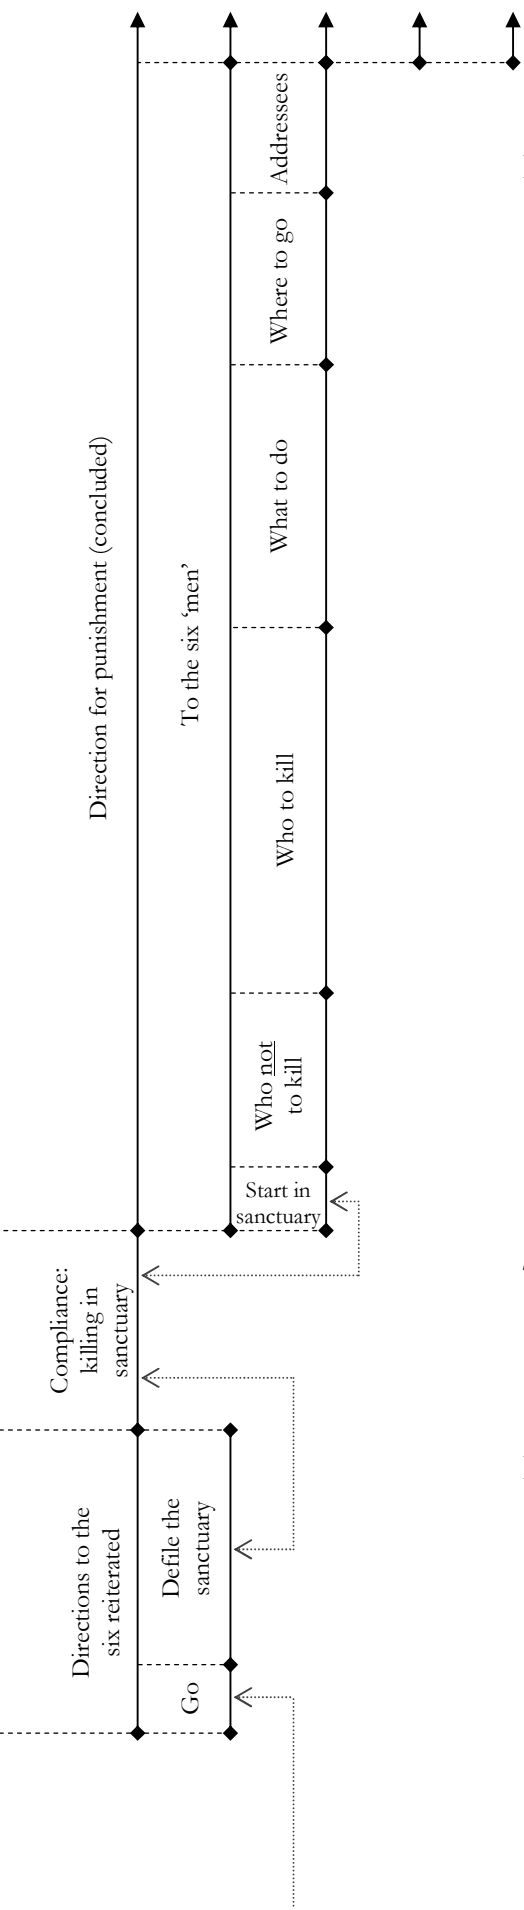 Directions to the
six reiterated
Compliance:
killing in
sanctuary
Direction for punishment (concluded)
Go
Defile the
sanctuary
To the six ‘men’
Start in
sanctuary
Who not
to kill
Who to kill
What to do
Where to go
Addressees